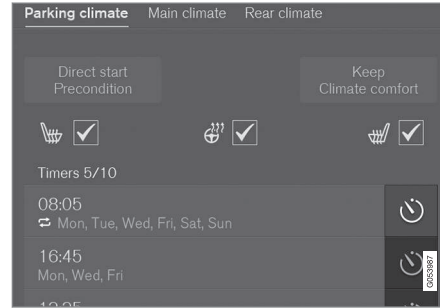 Parking climate Main climate Rear climate
Direct start Keep
Precondition Climate comfort
Timers 5/10
08:05
Mon, Tue, Wed, Fri, Sat, Sun
16:45
Mon, Wed, Fri
G053987